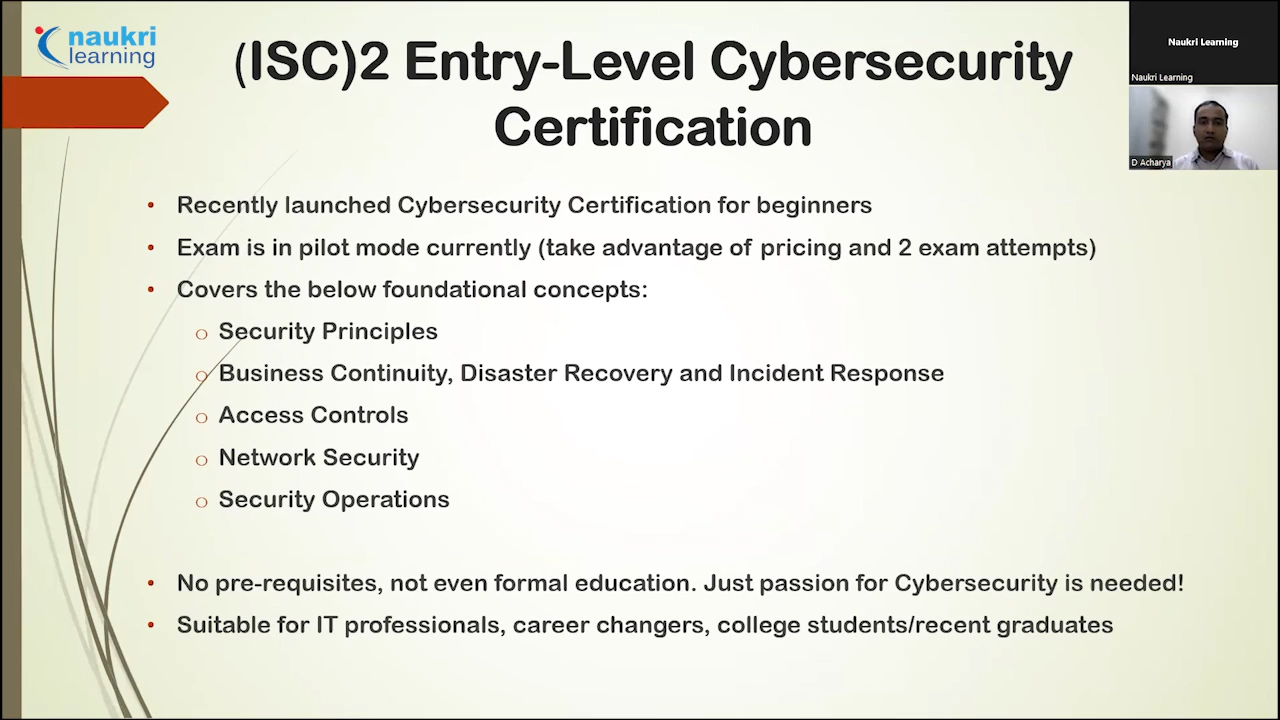 naukri
learning
(ISC)2 Entry-Level Cybersecurity
Certification
Naukri Learning
Naukri Learning
D Acharya
• Recently launched Cybersecurity Certification for beginners
• Exam is in pilot mode currently (take advantage of pricing and 2 exam attempts)
• Covers the below foundational concepts:
o Security Principles
o Business Continuity, Disaster Recovery and Incident Response
o Access Controls
o Network Security
o Security Operations
• No pre-requisites, not even formal education. Just passion for Cybersecurity is needed!
• Suitable for IT professionals, career changers, college students/recent graduates